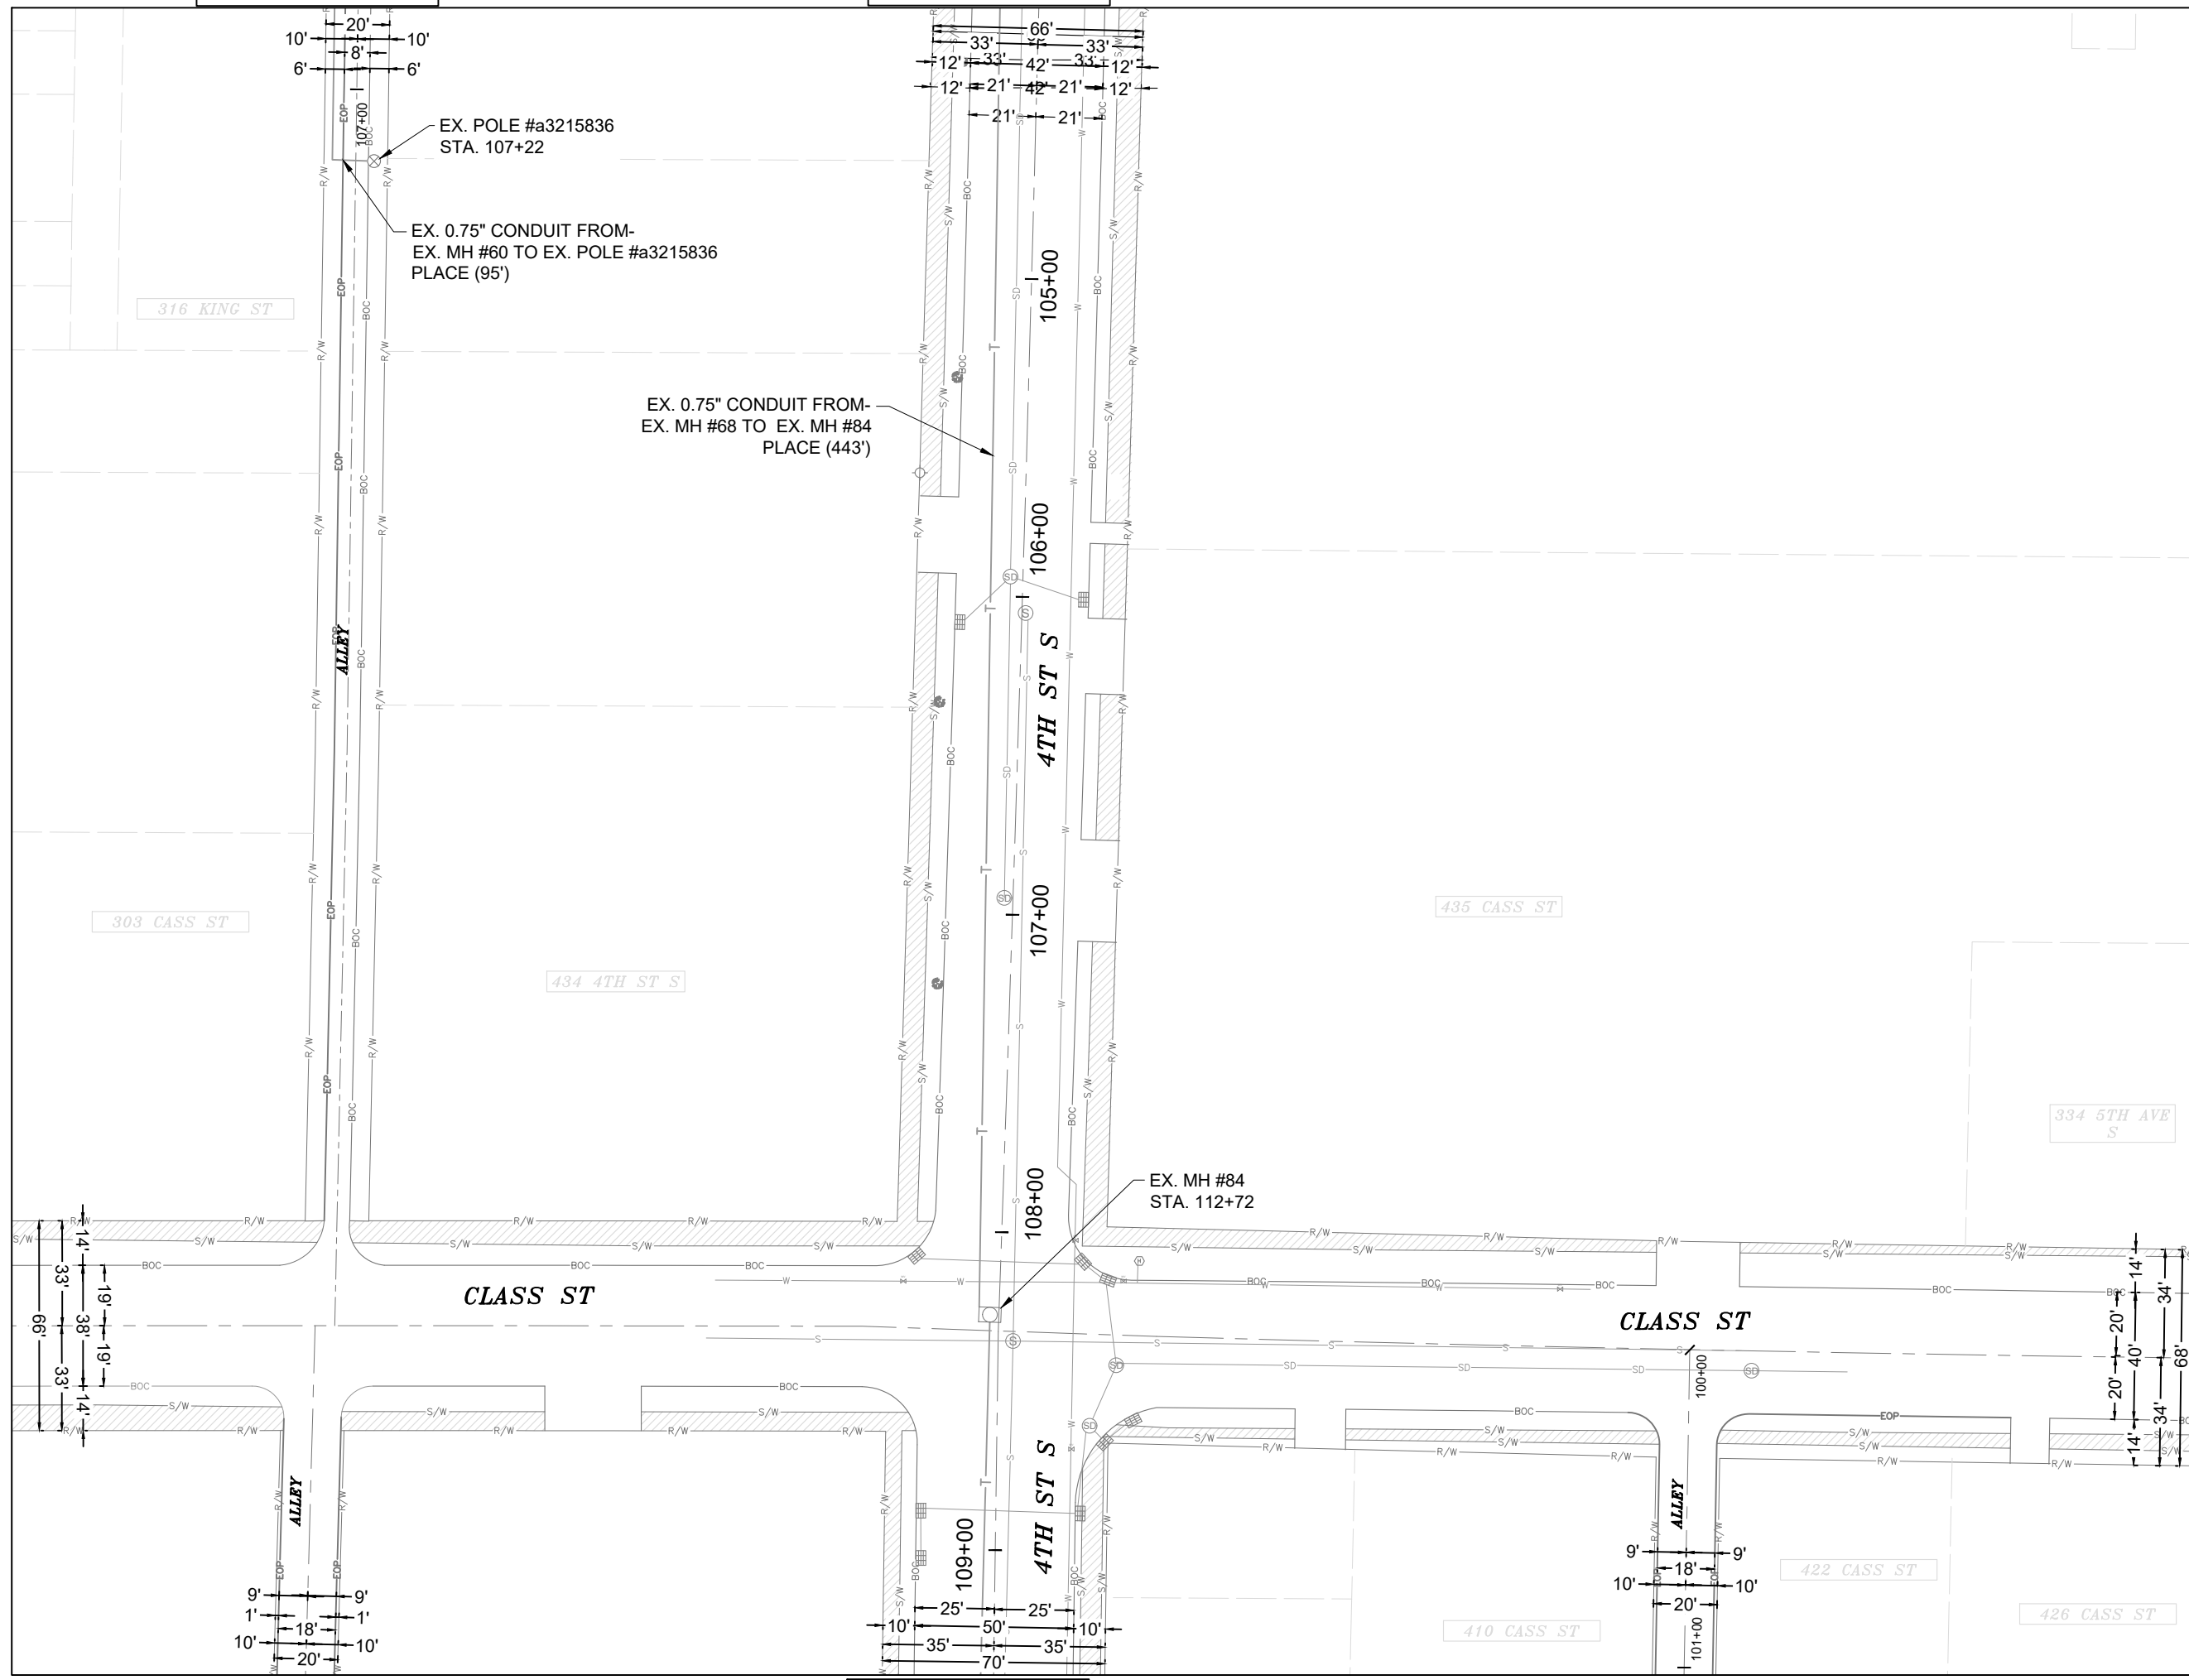 20'
10' 10'
8'
6' 6'
107+00
EX. POLE #a3215836
STA. 107+22
EX. 0.75" CONDUIT FROM-
EX. MH #60 TO EX. POLE #a3215836
PLACE (95')
316 KING ST
66'
33' 33'
33' 33'
12' 42' 12'
12' 21' 42' 21' 12'
21' 21'
105+00
EX. 0.75" CONDUIT FROM-
EX. MH #68 TO EX. MH #84
PLACE (443')
106+00
ALLEY
4TH ST S
107+00
303 CASS ST
434 4TH ST S
435 CASS ST
334 5TH AVE
S
108+00
EX. MH #84
STA. 112+72
CLASS ST
CLASS ST
14'
33'
19'
66'
38'
19'
33'
14'
14'
34'
20'
40'
68'
20'
34'
14'
100+00
ALLEY
4TH ST S
ALLEY
109+00
9' 9'
1' 1'
18'
10' 10'
20'
25' 25'
10' 50' 10'
35' 35'
70'
9' 9'
18'
10' 10'
20'
101+00
410 CASS ST
422 CASS ST
426 CASS ST
R/W
S/W
BOC
EOP
SD
S
W
T
H